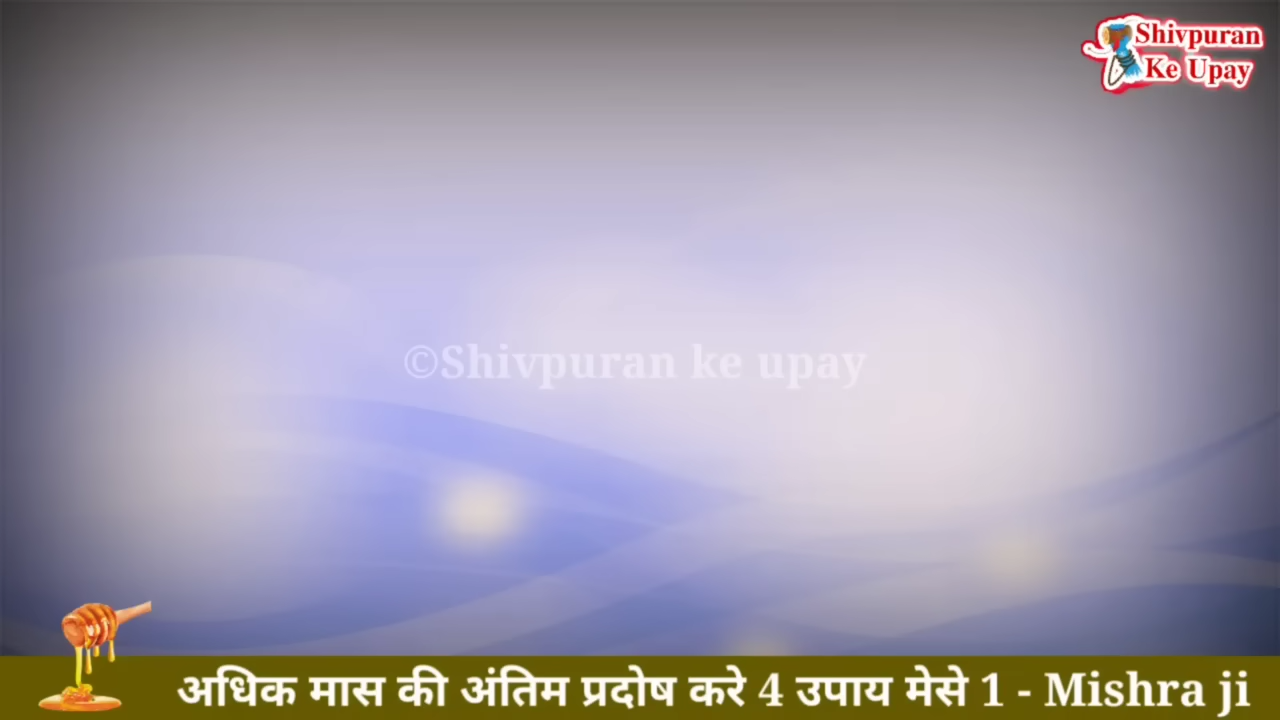 Shivpuran
Ke Upay
©Shivpuran ke upay
अधिक मास की अंतिम प्रदोष करे 4 उपाय मेसे 1 - Mishra ji